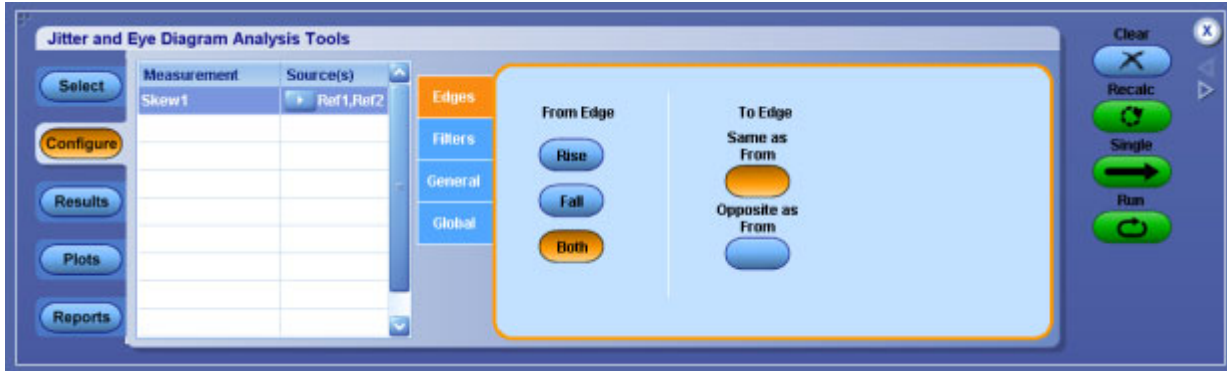 Jitter and Eye Diagram Analysis Tools
Select
Configure
Results
Plots
Reports
Measurement Source(s)
Skew1 Ref1,Ref2
Edges
Filters
General
Global
From Edge
Rise
Fall
Both
To Edge
Same as
From
Opposite as
From
Clear
X
Recalc
Single
Run